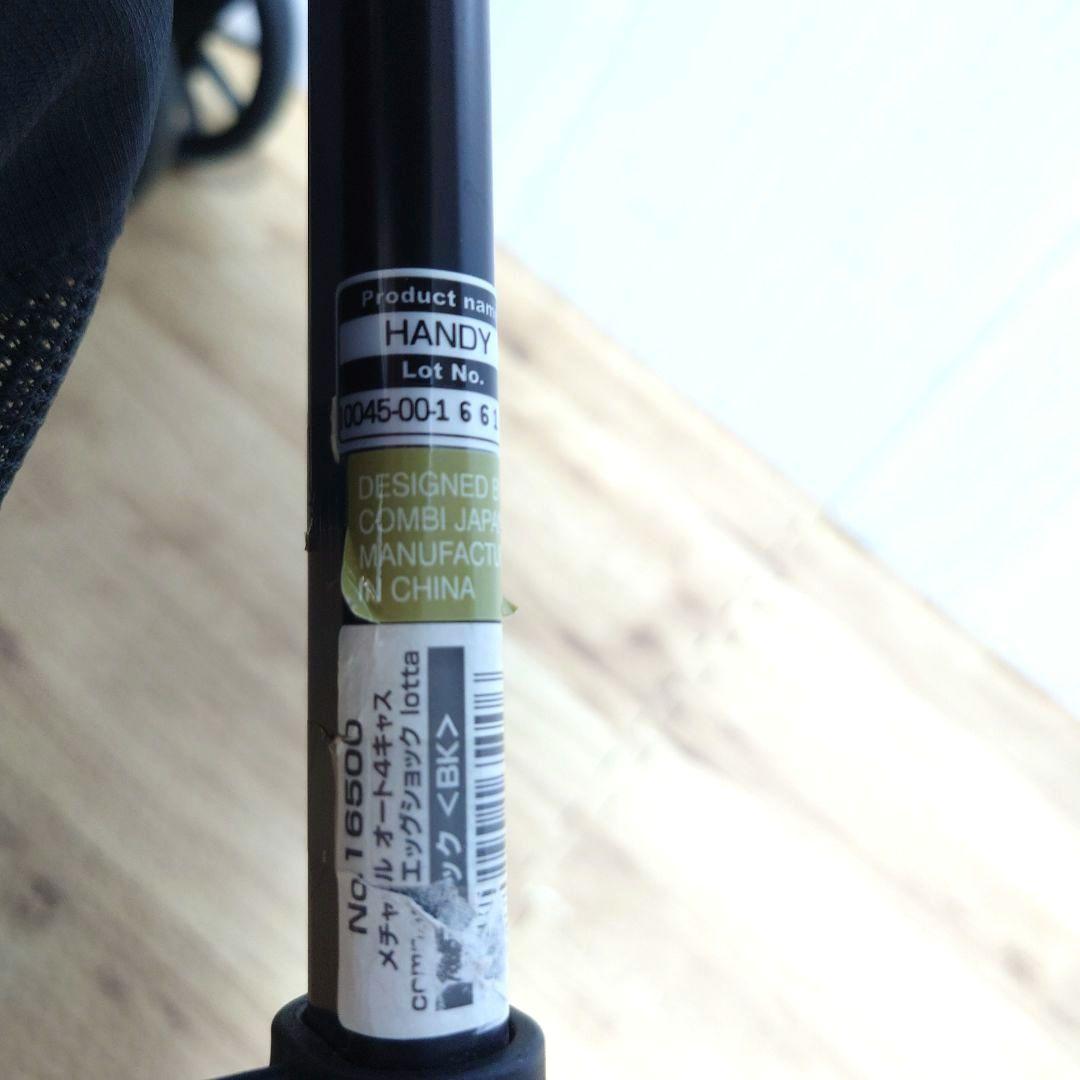 Product nam
HANDY
Lot No.
0045-00-1 6 6 1
DESIGNED B
COMBI JAPA
MANUFACTU
IN CHINA
No.16500
メチャ ル オート4キャス
エッグショック lotta
ック <BK>